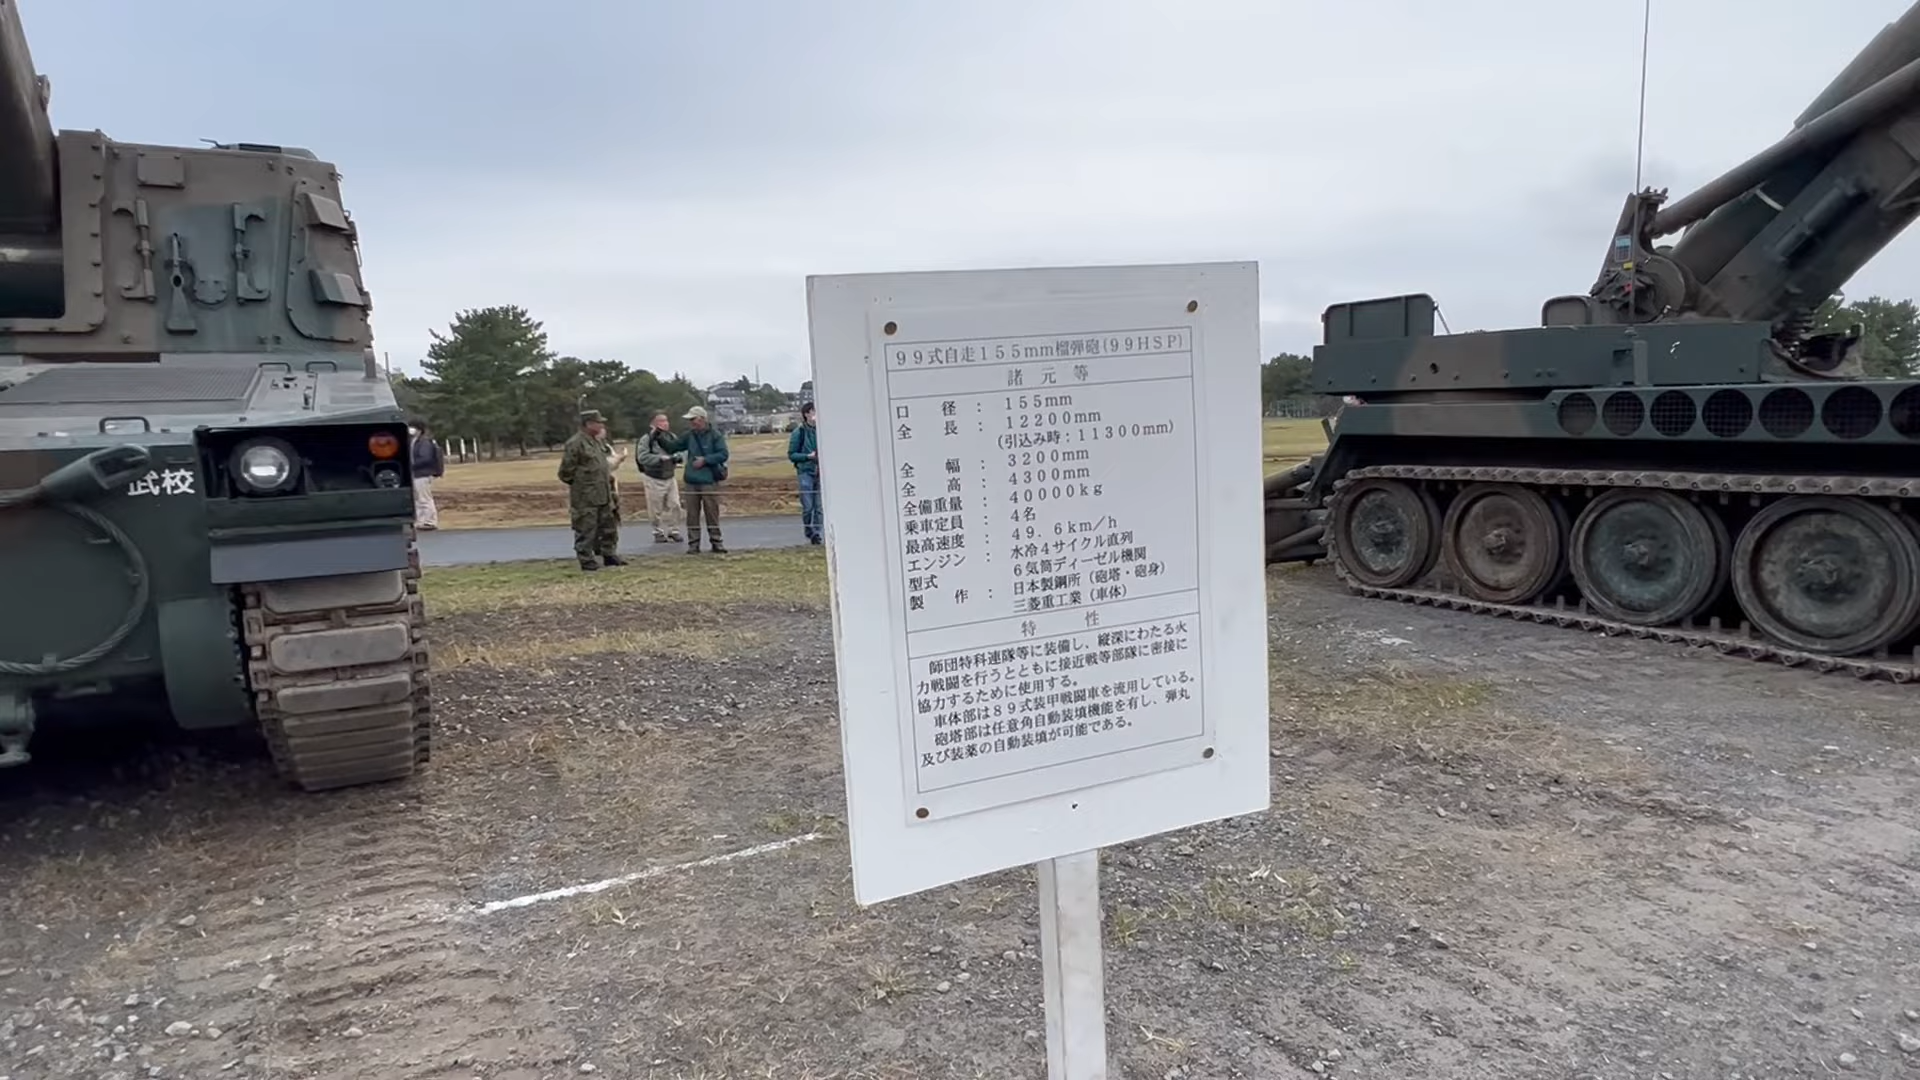 武校
99式自走155mm榴弾砲(99HSP)
諸元等
口径：155mm
全長：12200mm
(引込み時：11300mm)
全幅：3200mm
全高：4300mm
全備重量：40000kg
乗車定員：4名
最高速度：49.6km/h
エンジン：水冷4サイクル直列
型式 6気筒ディーゼル機関
製作：日本製鋼所（砲塔・砲身）
三菱重工業（車体）
特性
師団特科連隊等に装備し、縦深にわたる火
力戦闘を行うとともに接近戦等部隊に密接に
協力するために使用する。
車体部は89式装甲戦闘車を流用している。
砲塔部は任意角自動装填機能を有し、弾丸
及び装薬の自動装填が可能である。